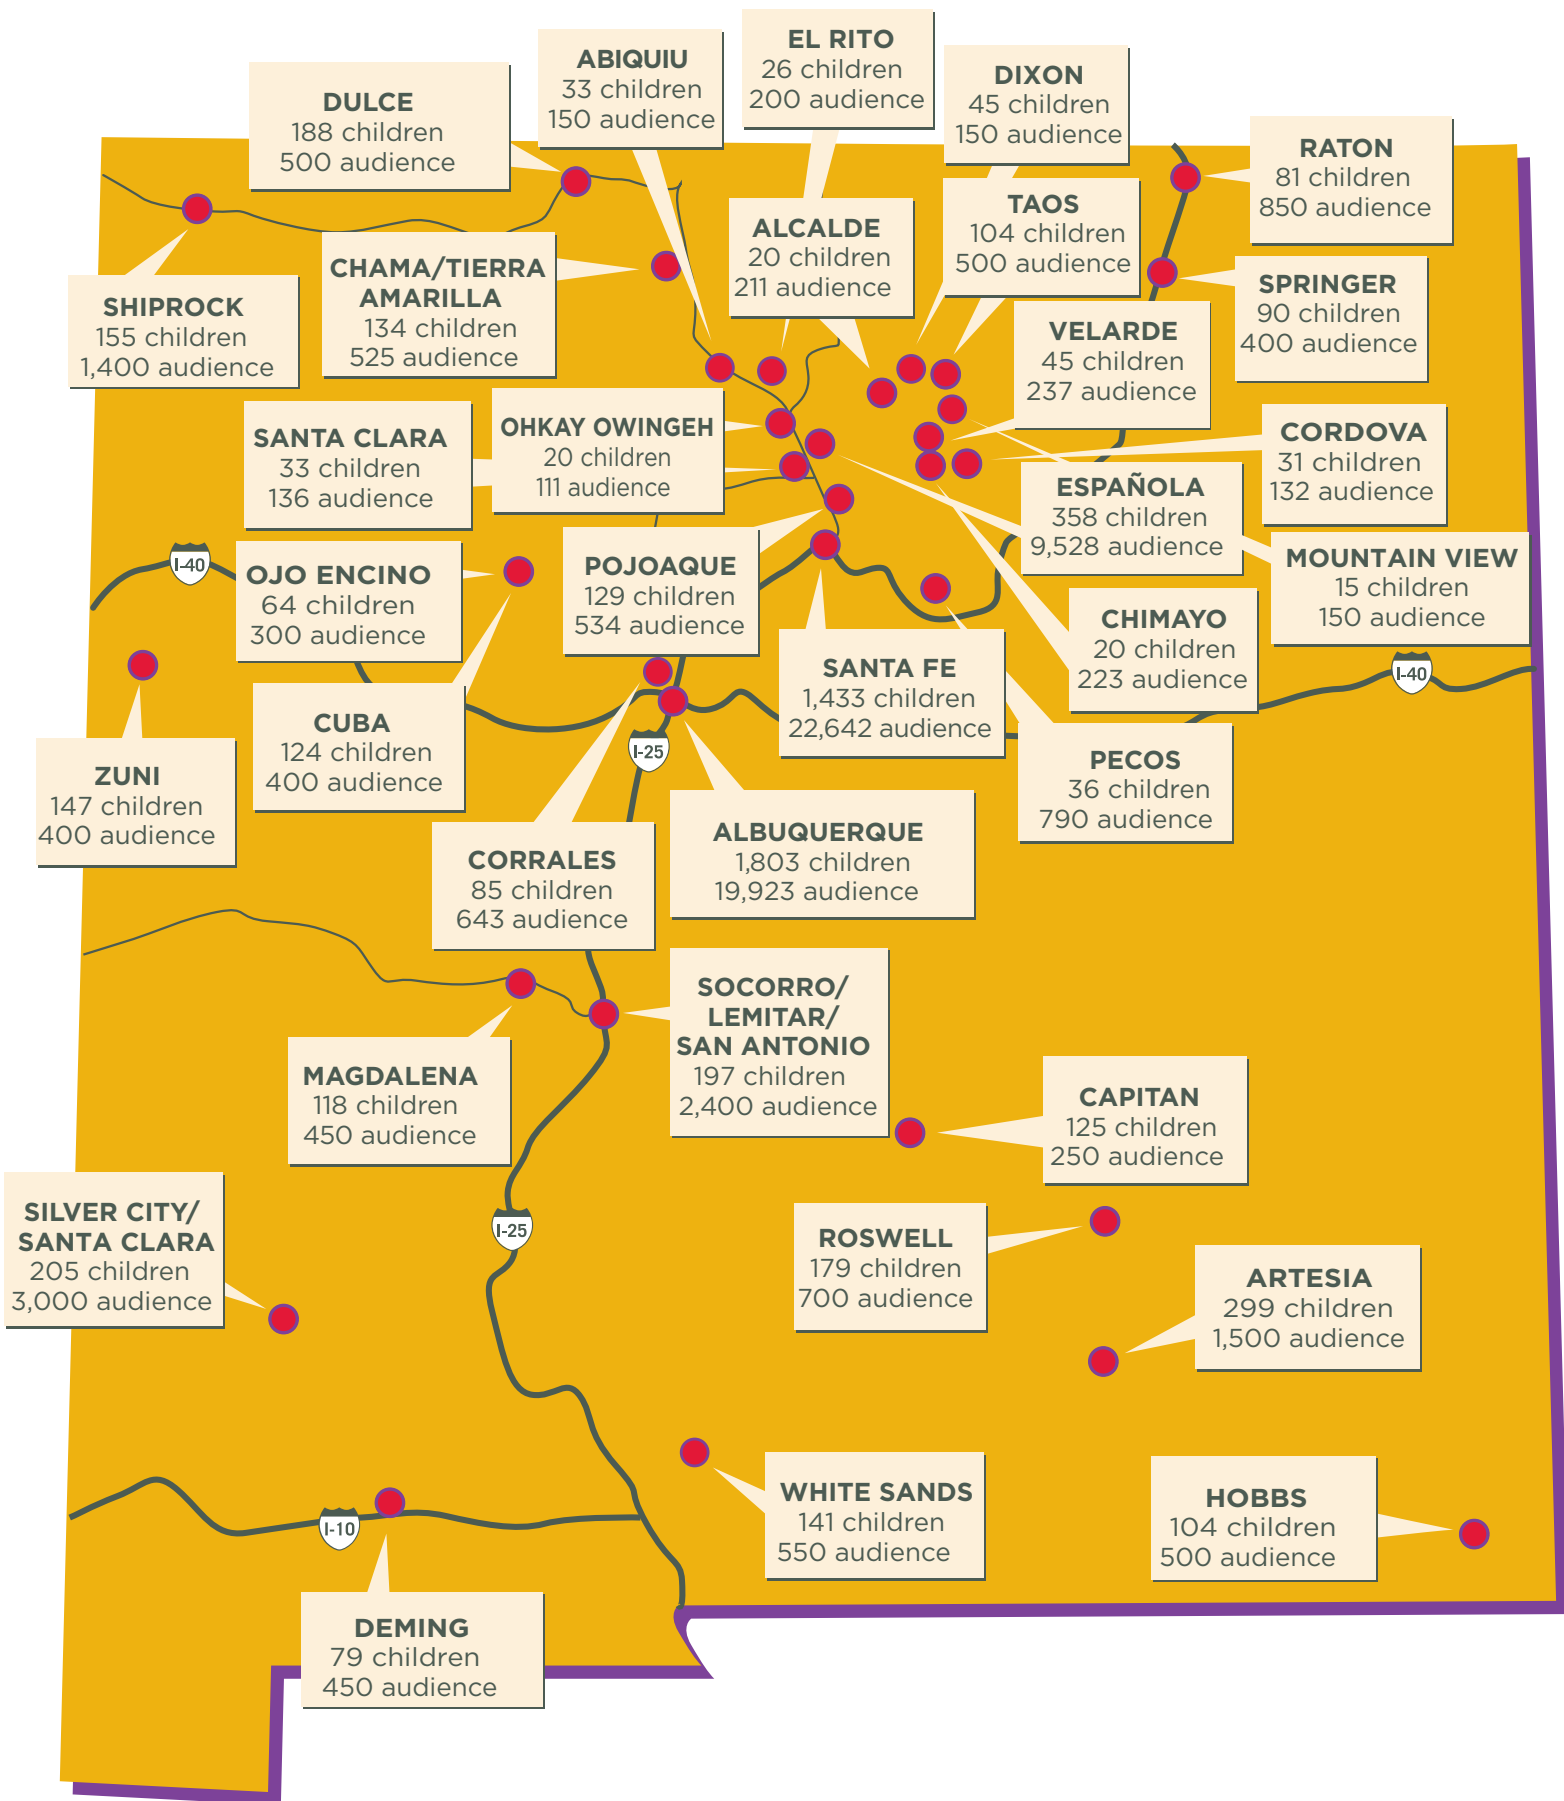 EL RITO
26 children
200 audience
ABIQUIU
33 children
150 audience
DIXON
45 children
150 audience
DULCE
188 children
500 audience
RATON
81 children
850 audience
TAOS
104 children
500 audience
ALCALDE
20 children
211 audience
CHAMA/TIERRA
AMARILLA
134 children
525 audience
SPRINGER
90 children
400 audience
SHIPROCK
155 children
1,400 audience
VELARDE
45 children
237 audience
OHKAY OWINGEH
20 children
111 audience
SANTA CLARA
33 children
136 audience
CORDOVA
31 children
132 audience
ESPAÑOLA
358 children
9,528 audience
MOUNTAIN VIEW
15 children
150 audience
I-40
OJO ENCINO
64 children
300 audience
POJOAQUE
129 children
534 audience
CHIMAYO
20 children
223 audience
SANTA FE
1,433 children
22,642 audience
I-40
CUBA
124 children
400 audience
I-25
ZUNI
147 children
400 audience
PECOS
36 children
790 audience
ALBUQUERQUE
1,803 children
19,923 audience
CORRALES
85 children
643 audience
SOCORRO/
LEMITAR/
SAN ANTONIO
197 children
2,400 audience
MAGDALENA
118 children
450 audience
CAPITAN
125 children
250 audience
SILVER CITY/
SANTA CLARA
205 children
3,000 audience
I-25
ROSWELL
179 children
700 audience
ARTESIA
299 children
1,500 audience
WHITE SANDS
141 children
550 audience
HOBBS
104 children
500 audience
I-10
DEMING
79 children
450 audience